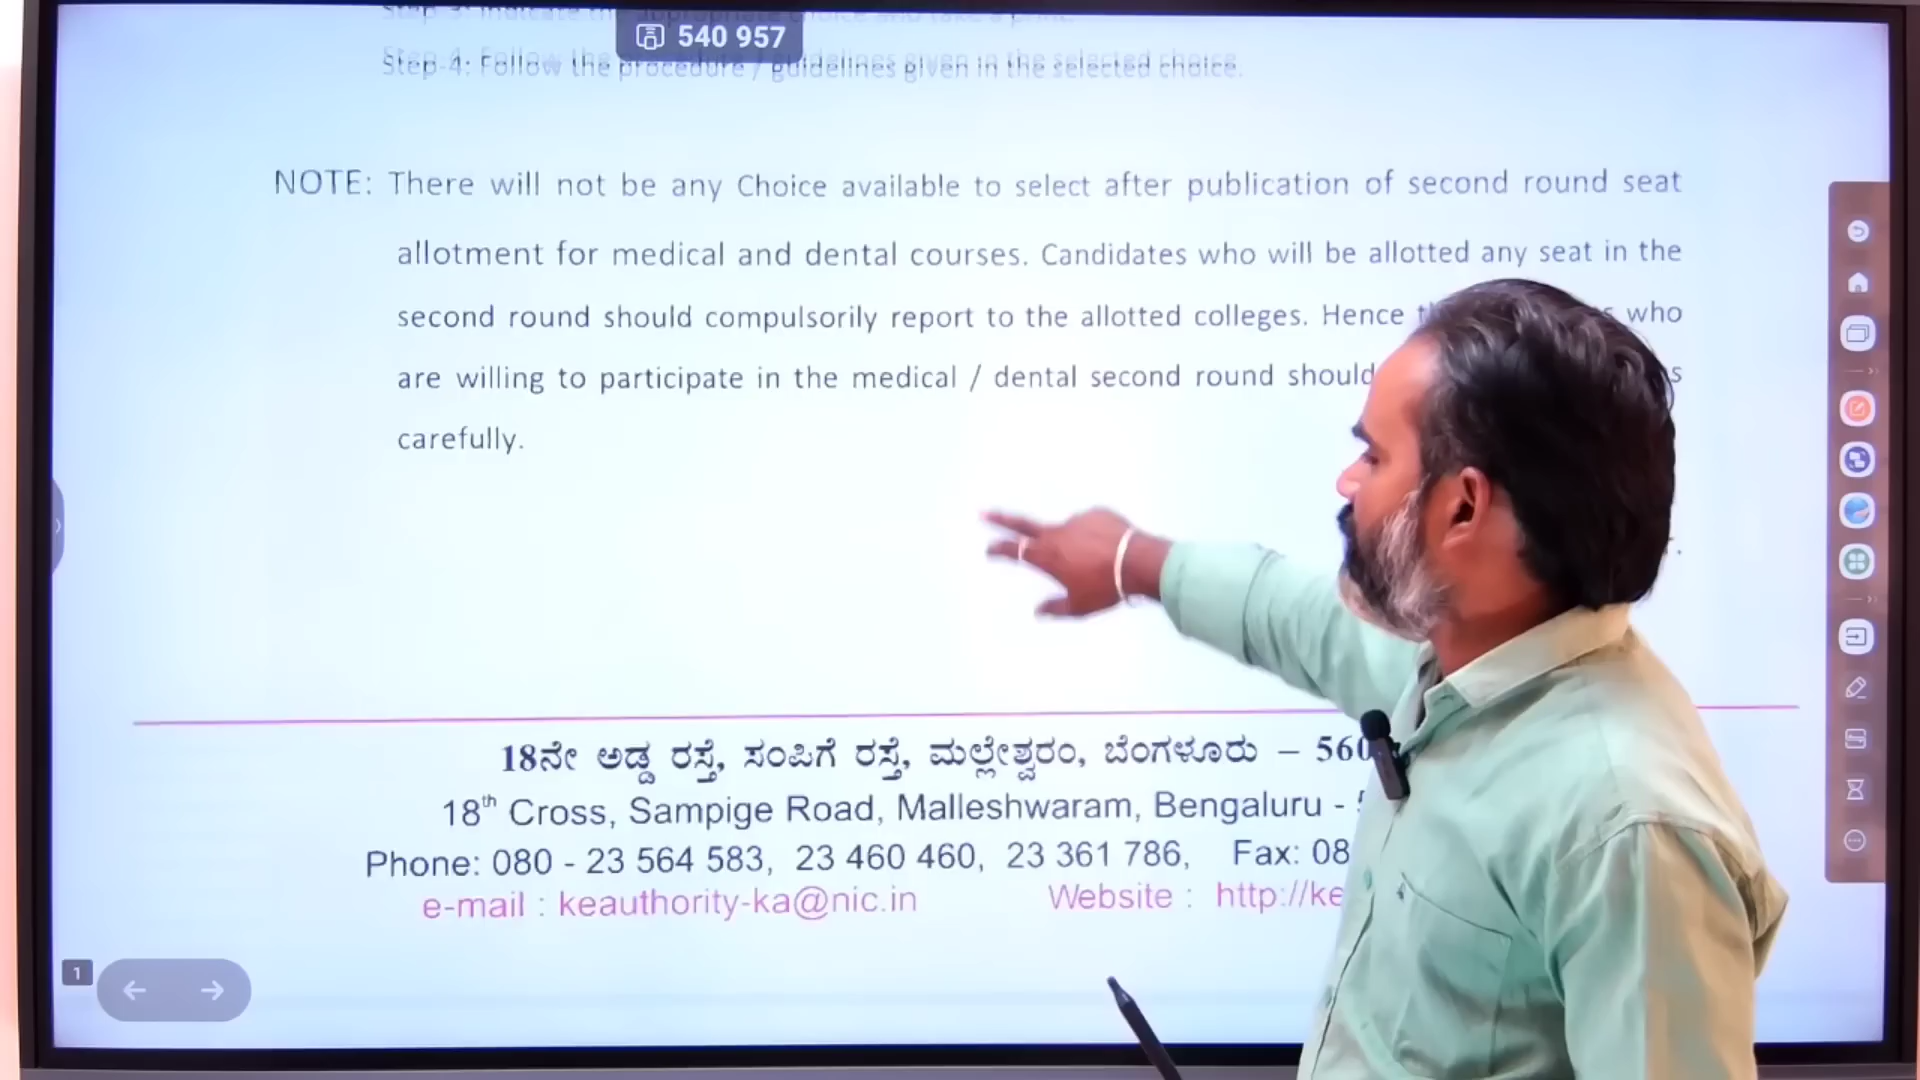 540 957
Step-4: Follow the procedure / guidelines given in the selected choice.
NOTE: There will not be any Choice available to select after publication of second round seat
allotment for medical and dental courses. Candidates who will be allotted any seat in the
second round should compulsorily report to the allotted colleges. Hence who
are willing to participate in the medical / dental second round should
carefully.
18ನೇ ಅಡ್ಡ ರಸ್ತೆ, ಸಂಪಿಗೆ ರಸ್ತೆ, ಮಲ್ಲೇಶ್ವರಂ, ಬೆಂಗಳೂರು – 560
18th Cross, Sampige Road, Malleshwaram, Bengaluru -
Phone: 080 - 23 564 583, 23 460 460, 23 361 786, Fax: 08
e-mail : keauthority-ka@nic.in Website : http://ke
1